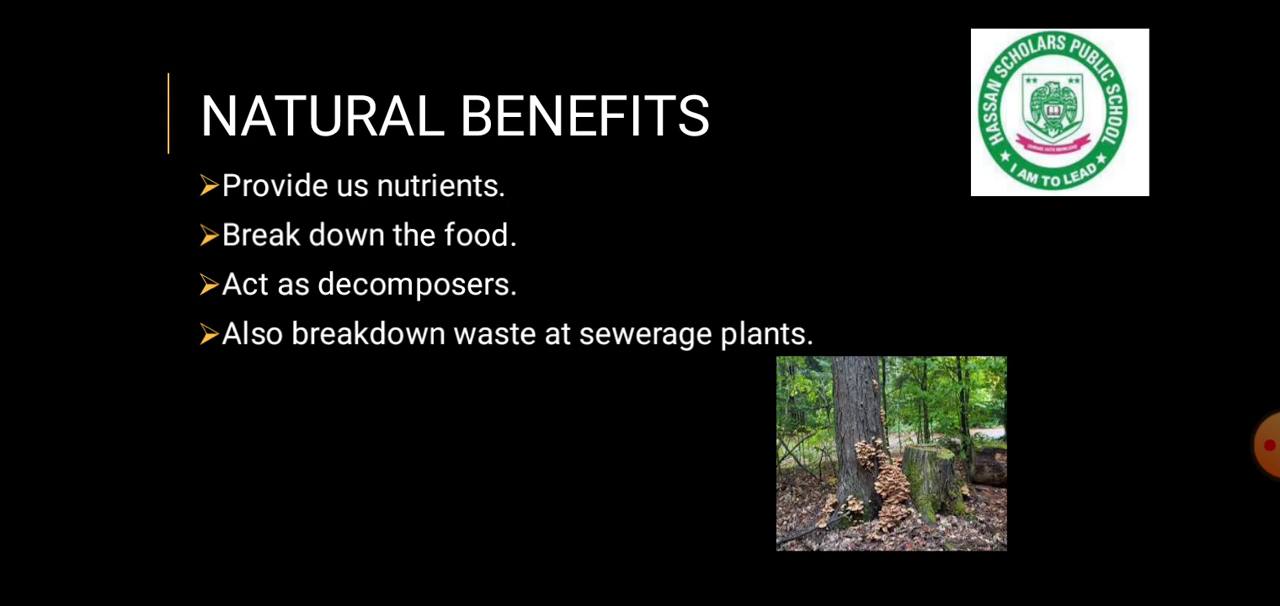 NATURAL BENEFITS
Provide us nutrients.
Break down the food.
Act as decomposers.
Also breakdown waste at sewerage plants.
HASSAN SCHOLARS PUBLIC SCHOOL
I AM TO LEAD